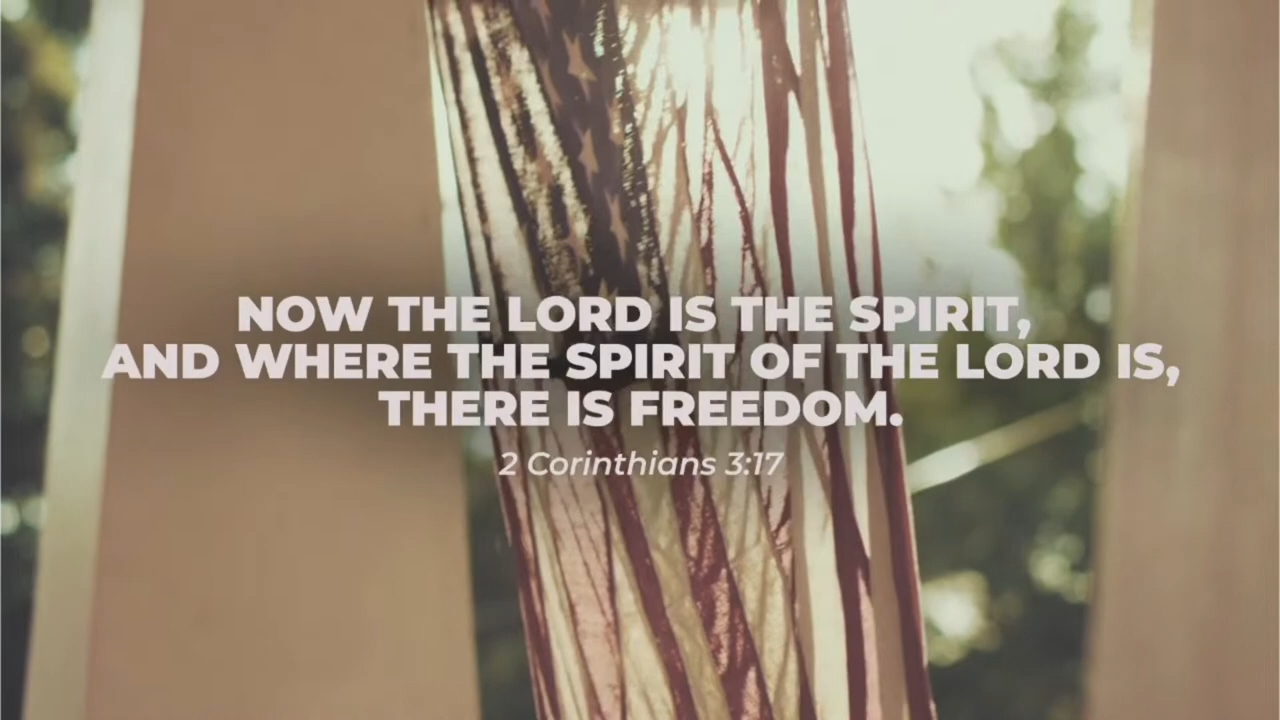 NOW THE LORD IS THE SPIRIT,
AND WHERE THE SPIRIT OF THE LORD IS,
THERE IS FREEDOM.
2 Corinthians 3:17